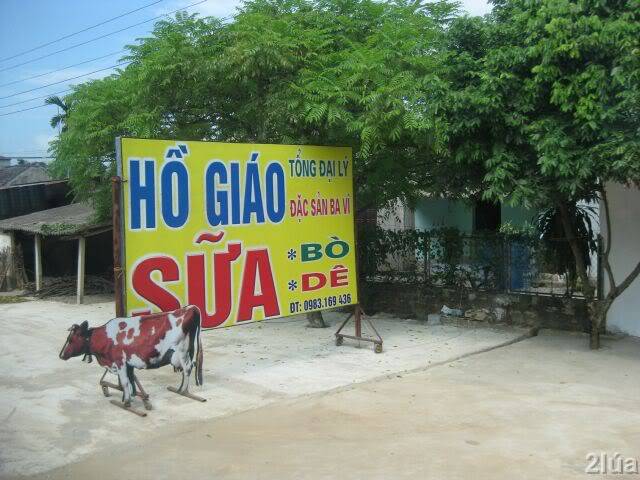 HỒ GIÁO
TỔNG ĐẠI LÝ
ĐẶC SẢN BA VÌ
SỮA
* BÒ
* DÊ
ĐT: 0983.169 436
2lúa